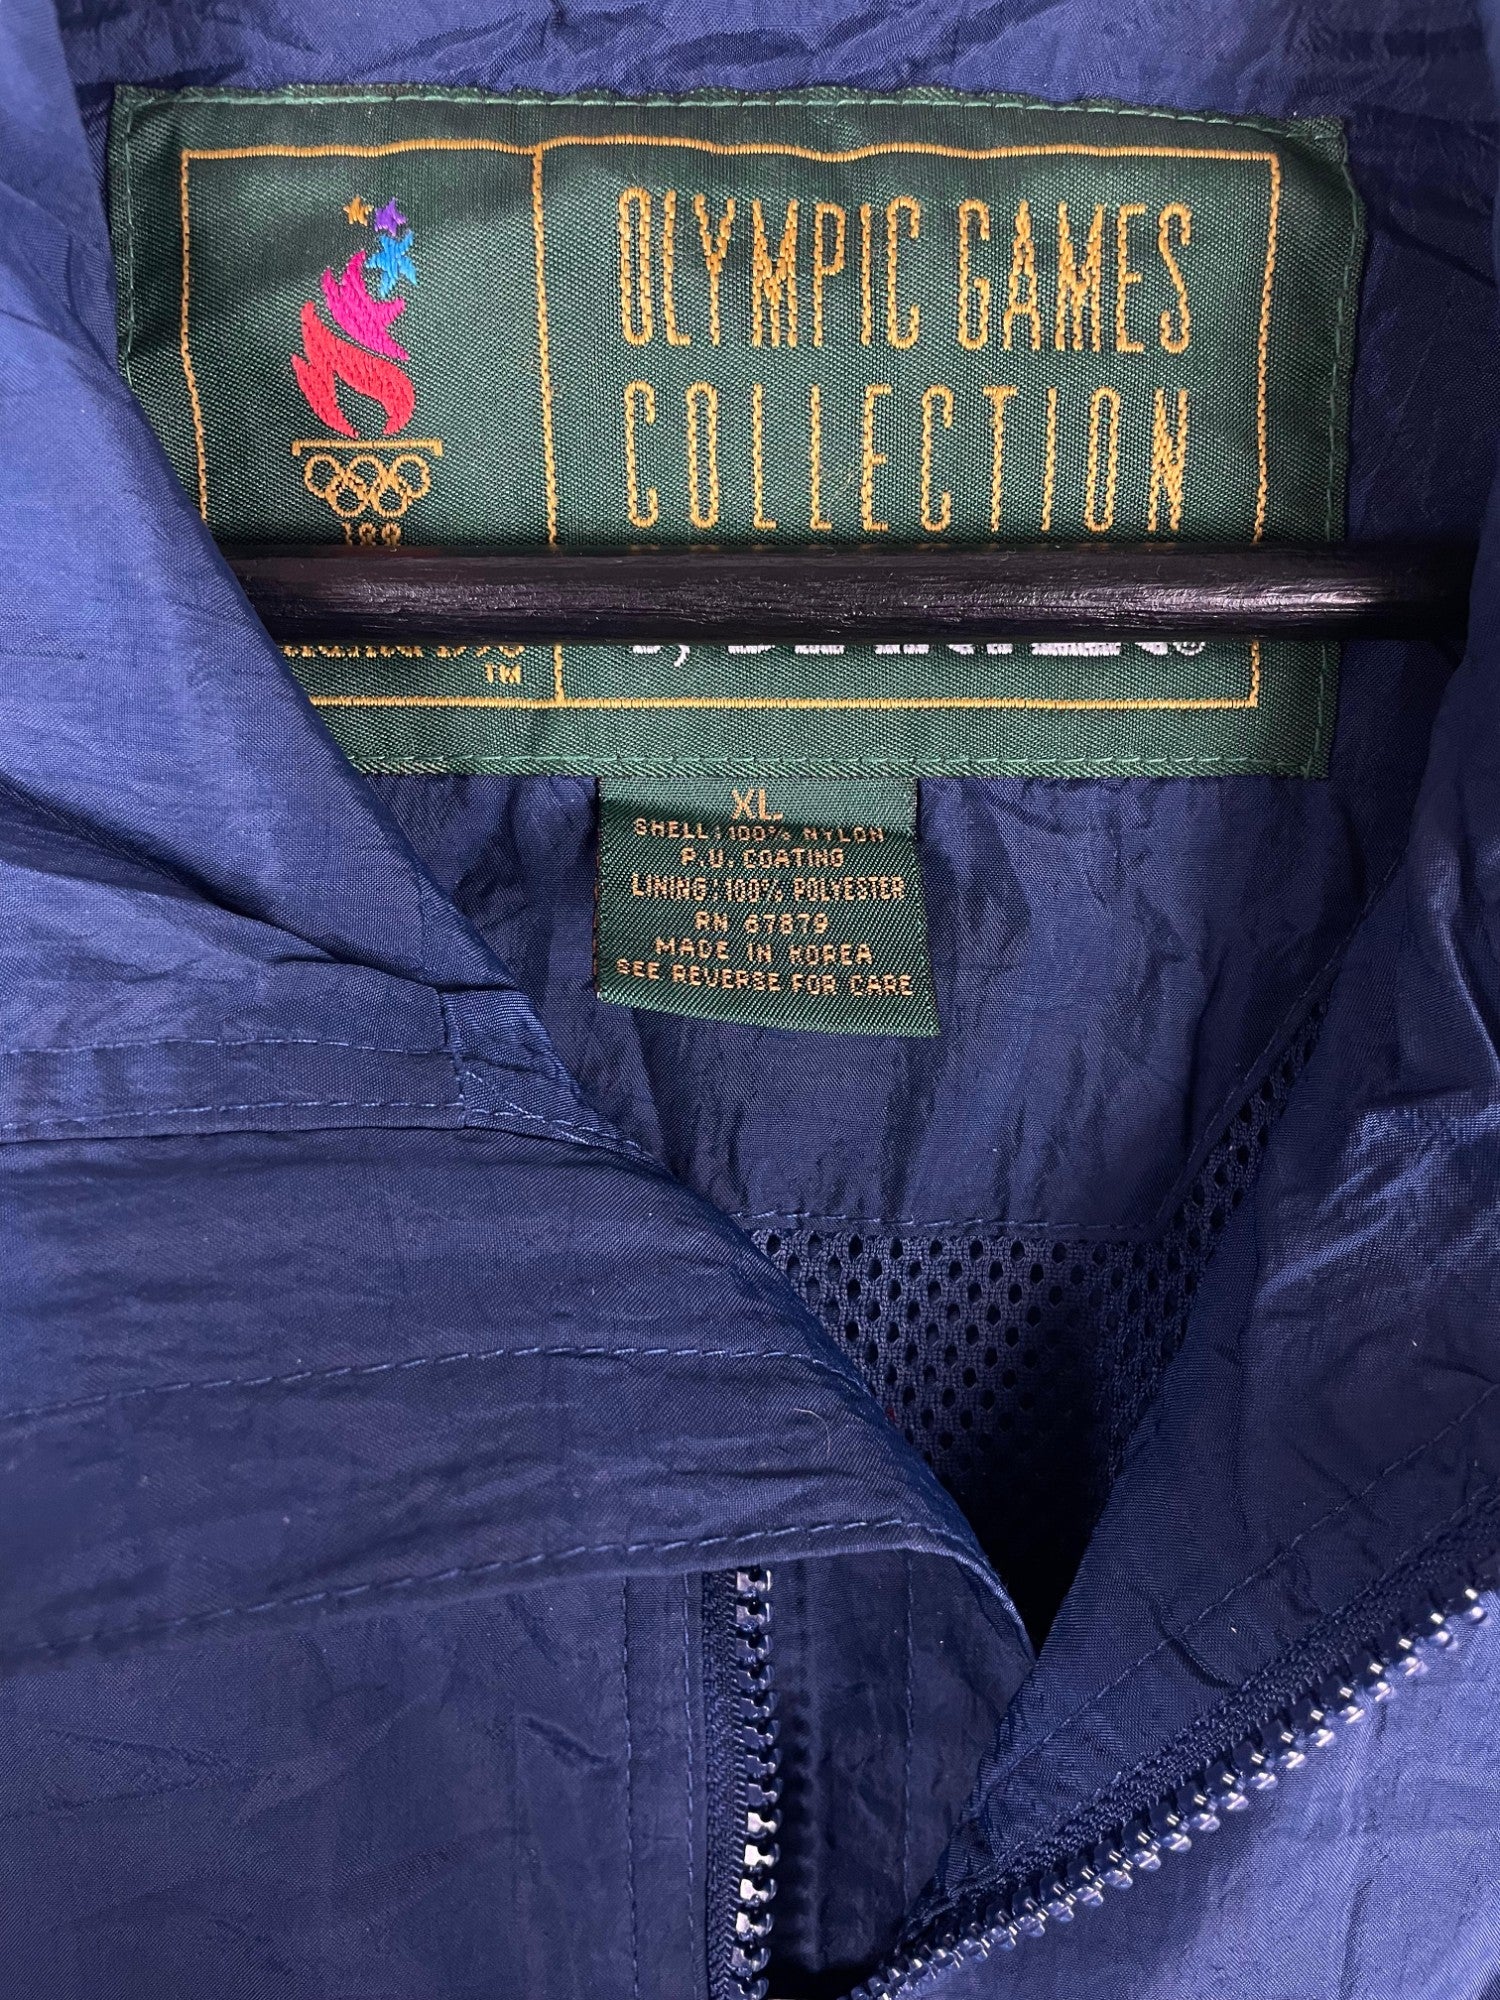 OLYMPIC GAMES
COLLECTION
TM
®
XL
SHELL: 100% NYLON
P.U. COATING
LINING: 100% POLYESTER
RN 67879
MADE IN KOREA
SEE REVERSE FOR CARE